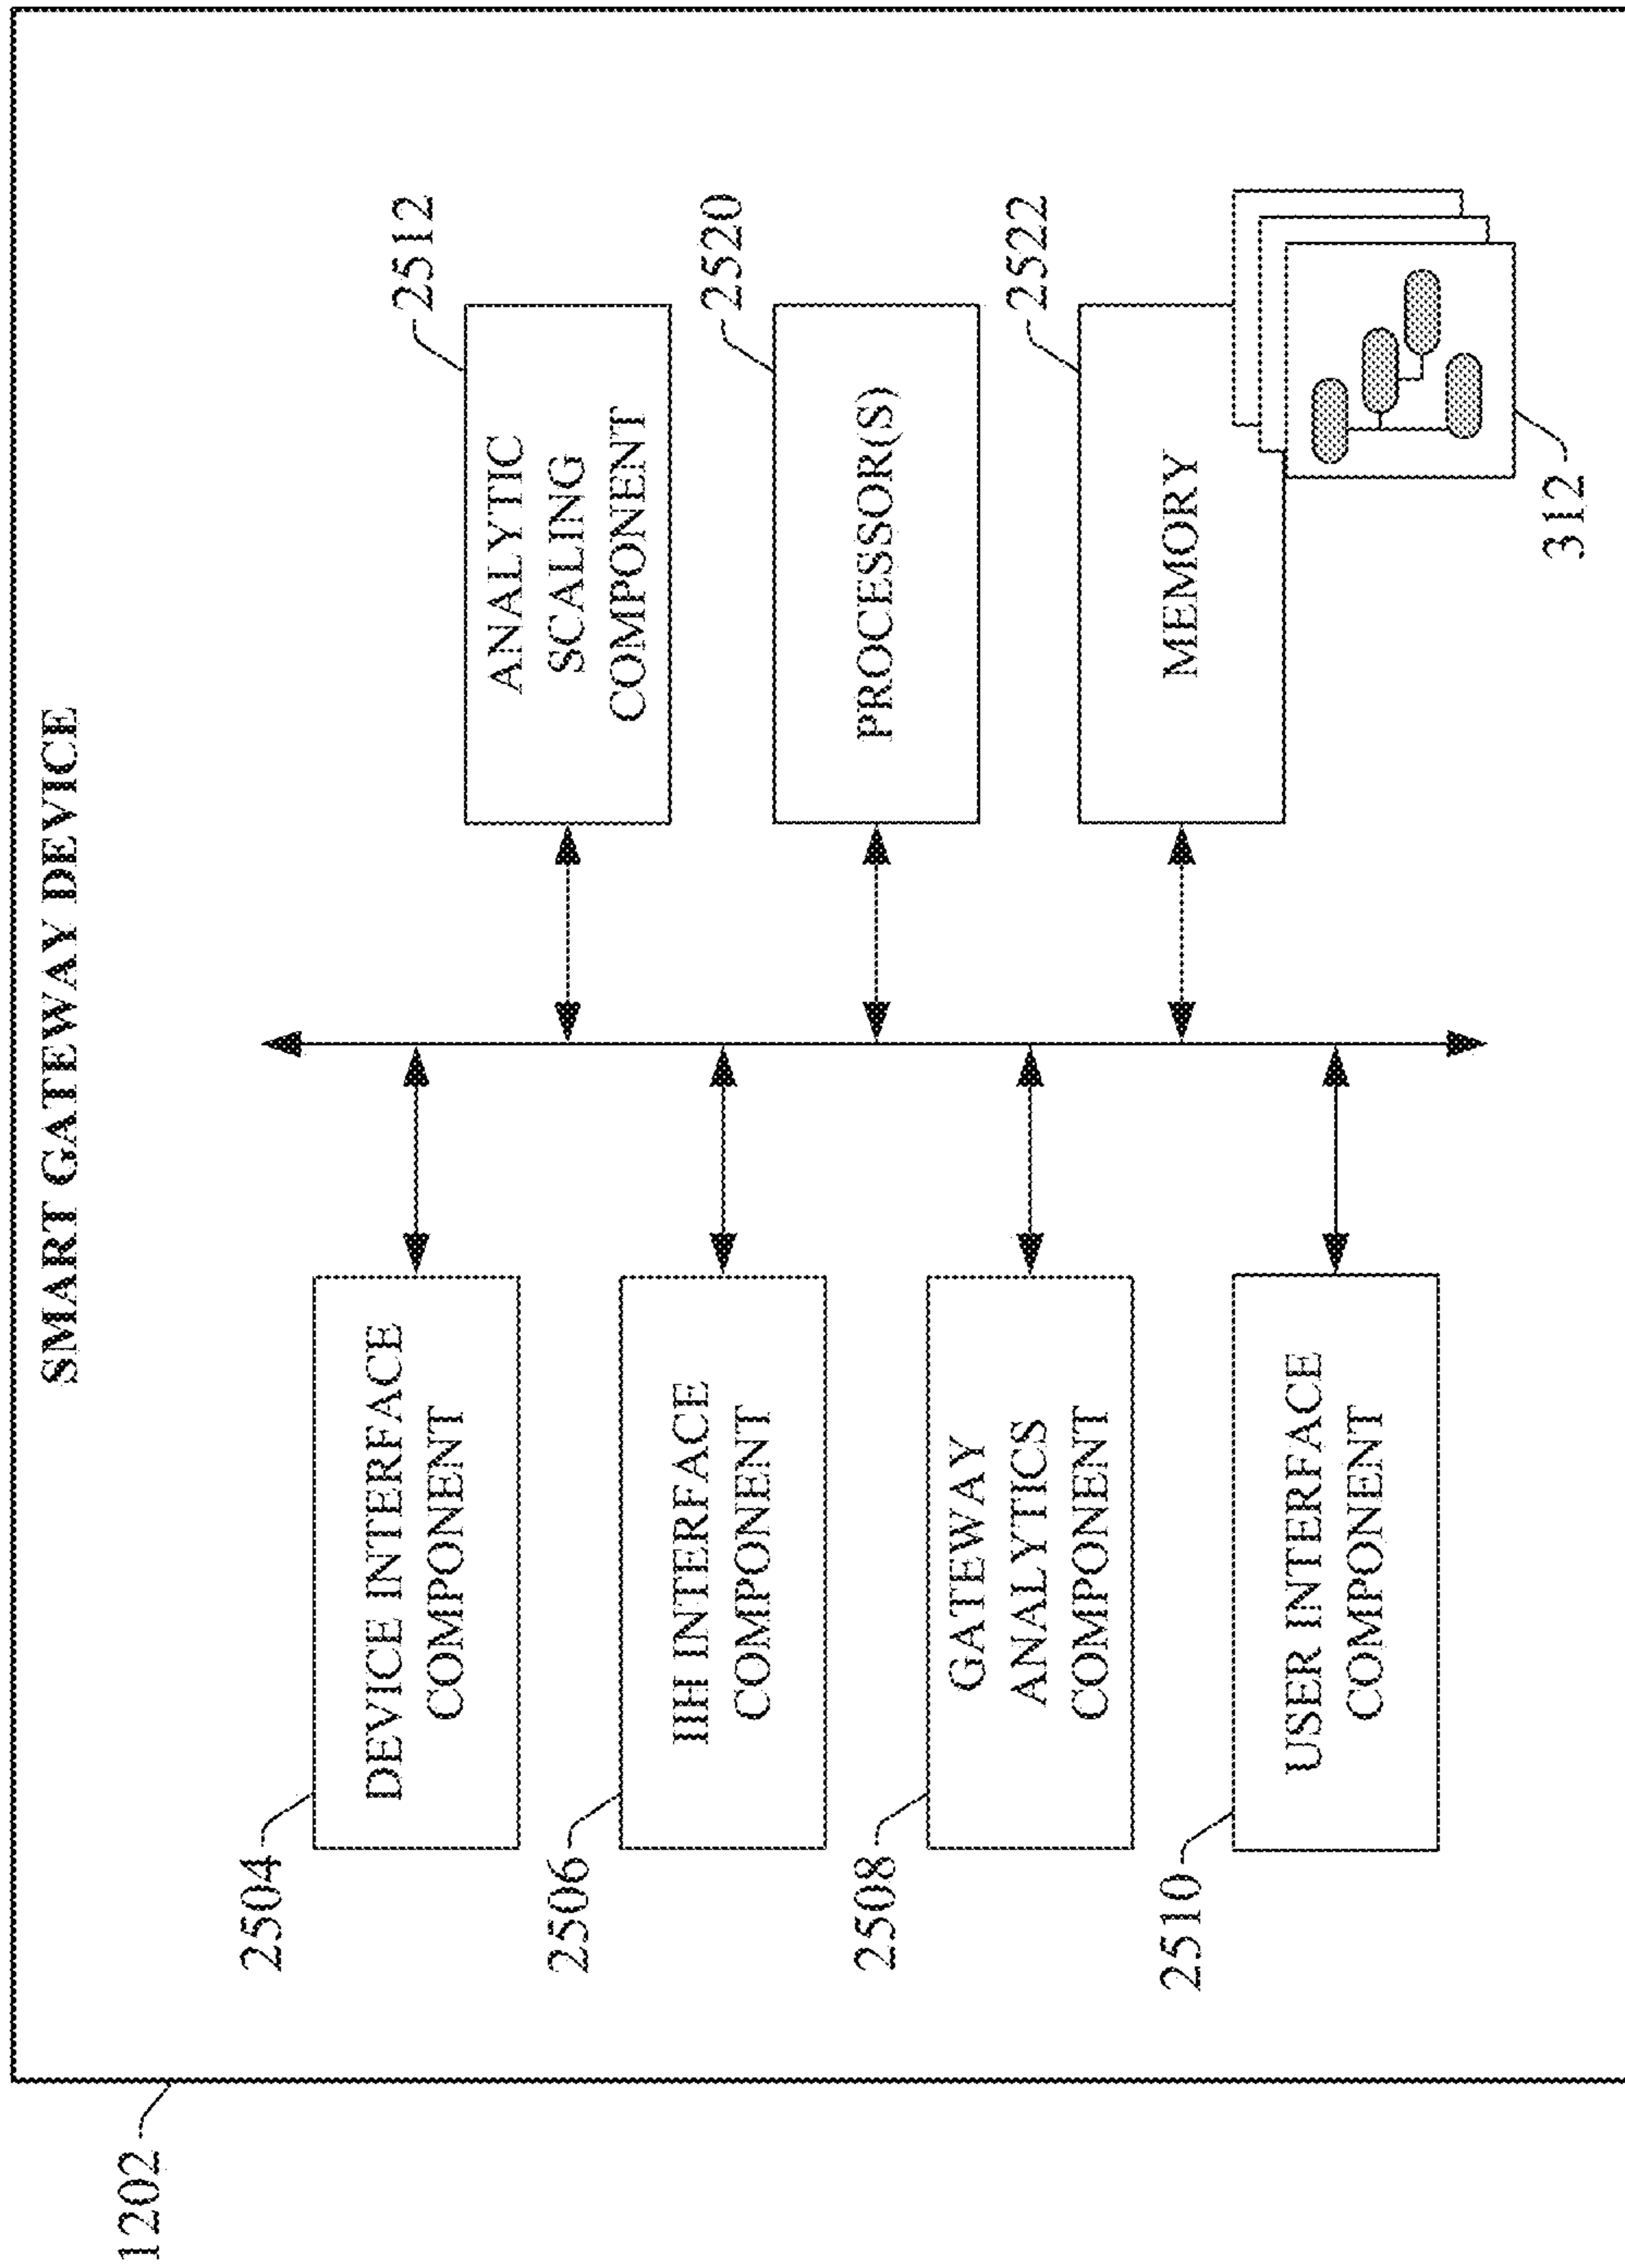 SMART GATEWAY DEVICE
1202
2504
DEVICE INTERFACE
COMPONENT
2506
IIH INTERFACE
COMPONENT
2508
GATEWAY
ANALYTICS
COMPONENT
2510
USER INTERFACE
COMPONENT
2512
ANALYTIC
SCALING
COMPONENT
2520
PROCESSOR(S)
2522
MEMORY
312